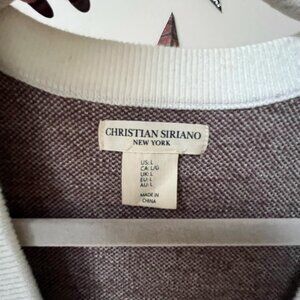 CHRISTIAN SIRIANO
NEW YORK
US: L
CA: L/G
UK: L
EU: L
AU: L
MADE IN
CHINA